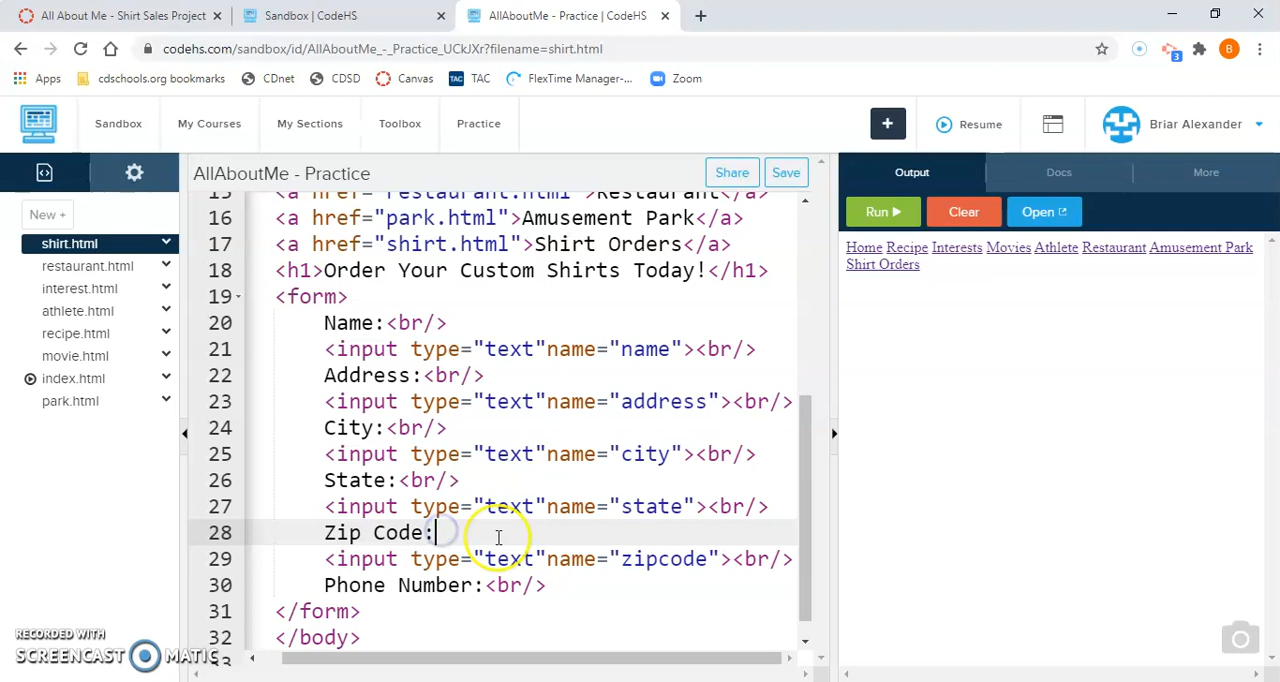 All About Me - Shirt Sales Project
Sandbox | CodeHS
AllAboutMe - Practice | CodeHS
codehs.com/sandbox/id/AllAboutMe_-_Practice_UCkJXr?filename=shirt.html
B
3
Apps
cdschools.org bookmarks
CDnet
CDSD
Canvas
TAC
TAC
FlexTime Manager-...
Zoom
Sandbox
My Courses
My Sections
Toolbox
Practice
+
Resume
Briar Alexander
AllAboutMe - Practice
Share
Save
Output
Docs
More
New +
Run
Clear
Open
shirt.html
restaurant.html
interest.html
athlete.html
recipe.html
movie.html
index.html
park.html
15 <a href="restaurant.html">Restaurant</a>
16 <a href="park.html">Amusement Park</a>
17 <a href="shirt.html">Shirt Orders</a>
18 <h1>Order Your Custom Shirts Today!</h1>
19 <form>
20 Name:<br/>
21 <input type="text"name="name"><br/>
22 Address:<br/>
23 <input type="text"name="address"><br/>
24 City:<br/>
25 <input type="text"name="city"><br/>
26 State:<br/>
27 <input type="text"name="state"><br/>
28 Zip Code:
29 <input type="text"name="zipcode"><br/>
30 Phone Number:<br/>
31 </form>
32 </body>
33
Home Recipe Interests Movies Athlete Restaurant Amusement Park
Shirt Orders
RECORDED WITH
SCREENCAST MATIC